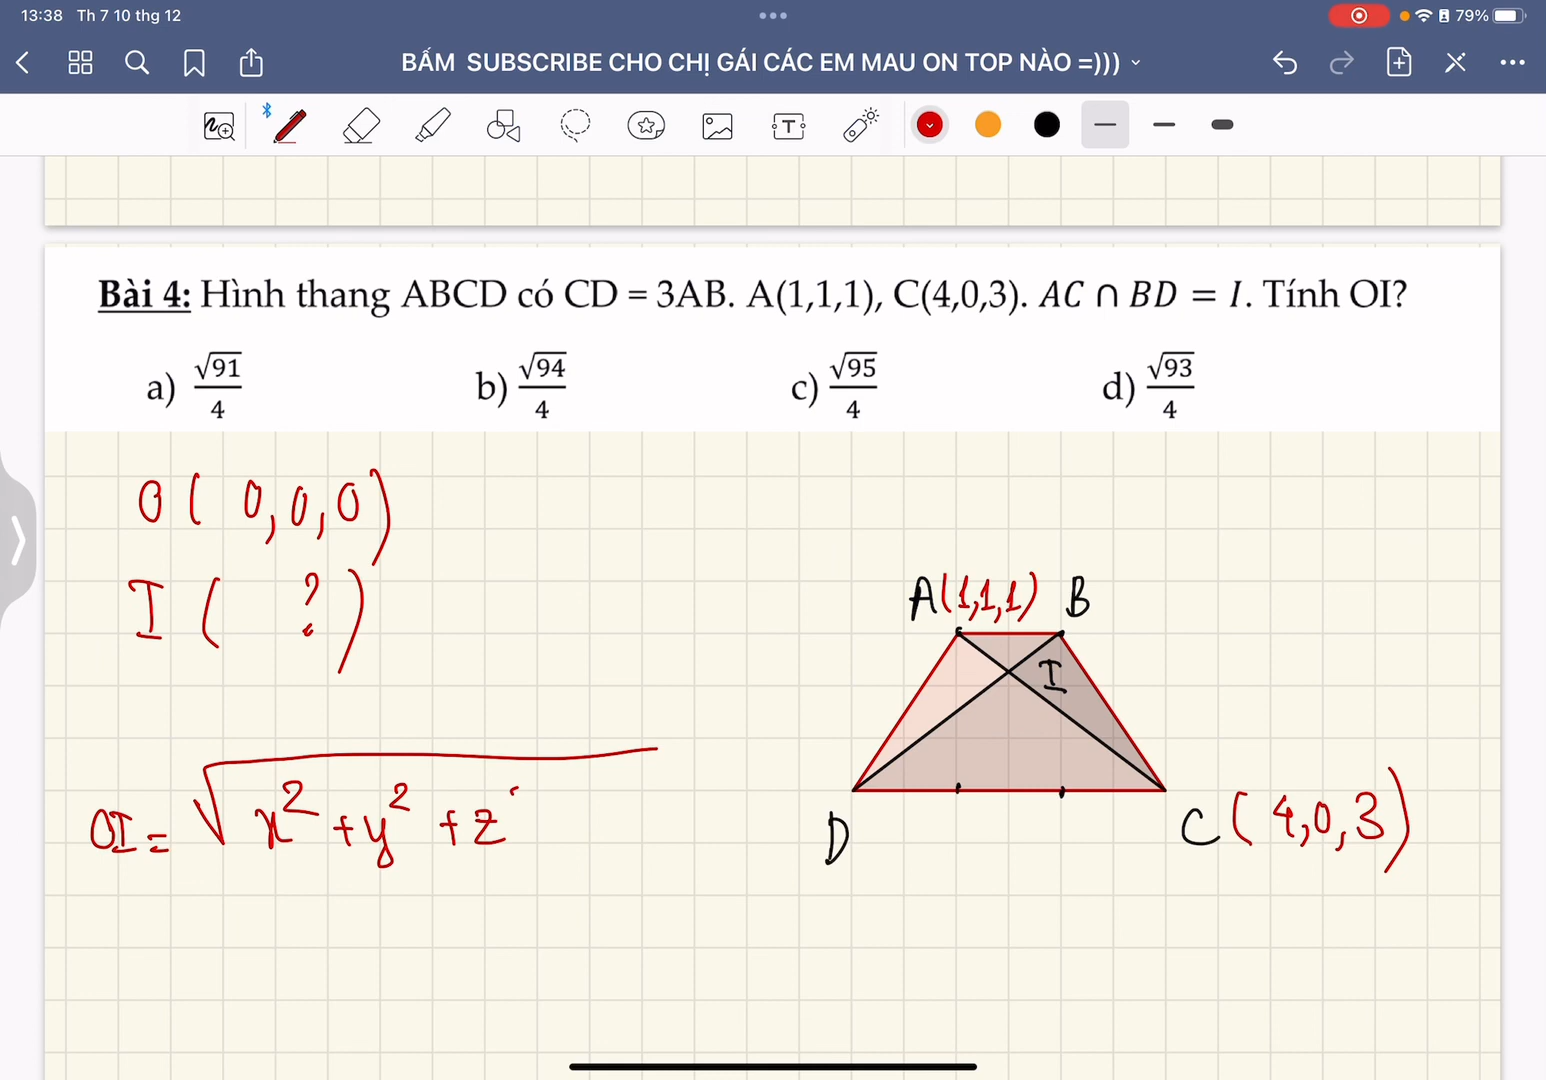 13:38 Th 7 10 thg 12
79%
BẤM SUBSCRIBE CHO CHỊ GÁI CÁC EM MAU ON TOP NÀO =)))
Bài 4: Hình thang ABCD có CD = 3AB. A(1,1,1), C(4,0,3). AC ∩ BD = I. Tính OI?
a) √91/4 b) √94/4 c) √95/4 d) √93/4
O( 0,0,0)
I ( ? )
A(1,1,1) B
I
OI = √x² + y² + z
D
C( 4,0,3)